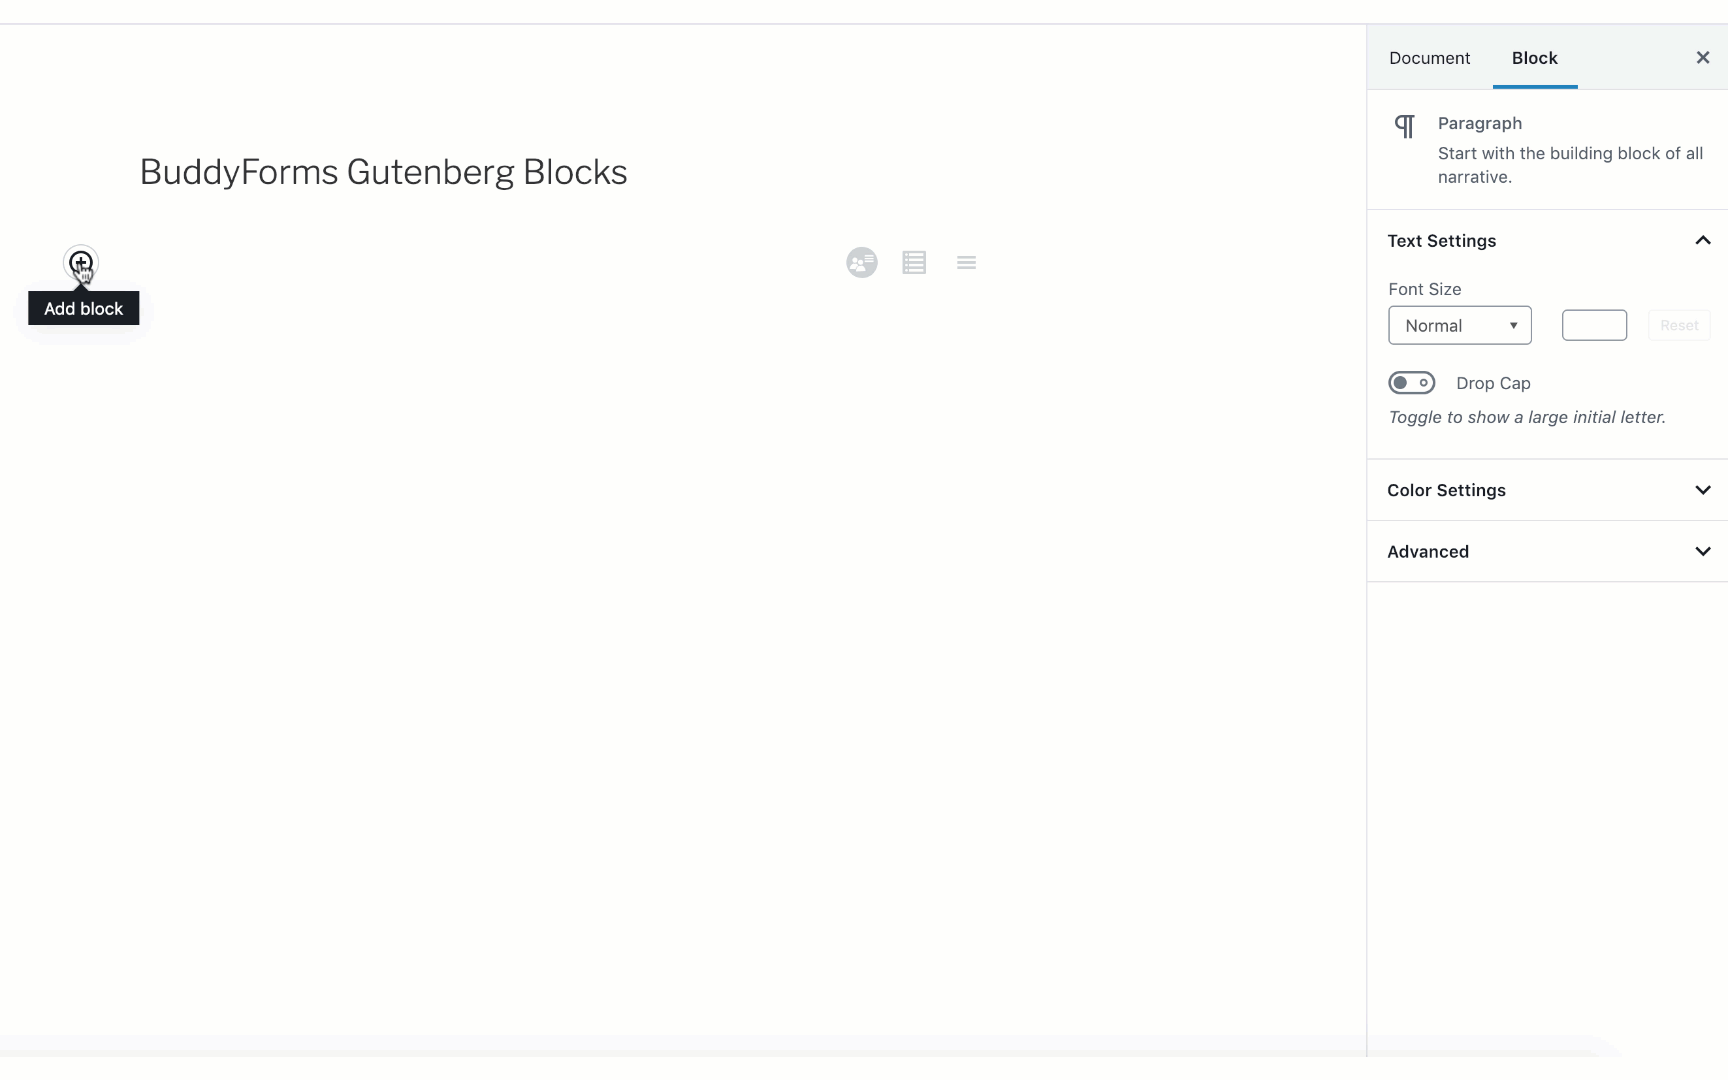 Document
Block
Paragraph
Start with the building block of all
narrative.
BuddyForms Gutenberg Blocks
Add block
Text Settings
Font Size
Normal
Reset
Drop Cap
Toggle to show a large initial letter.
Color Settings
Advanced